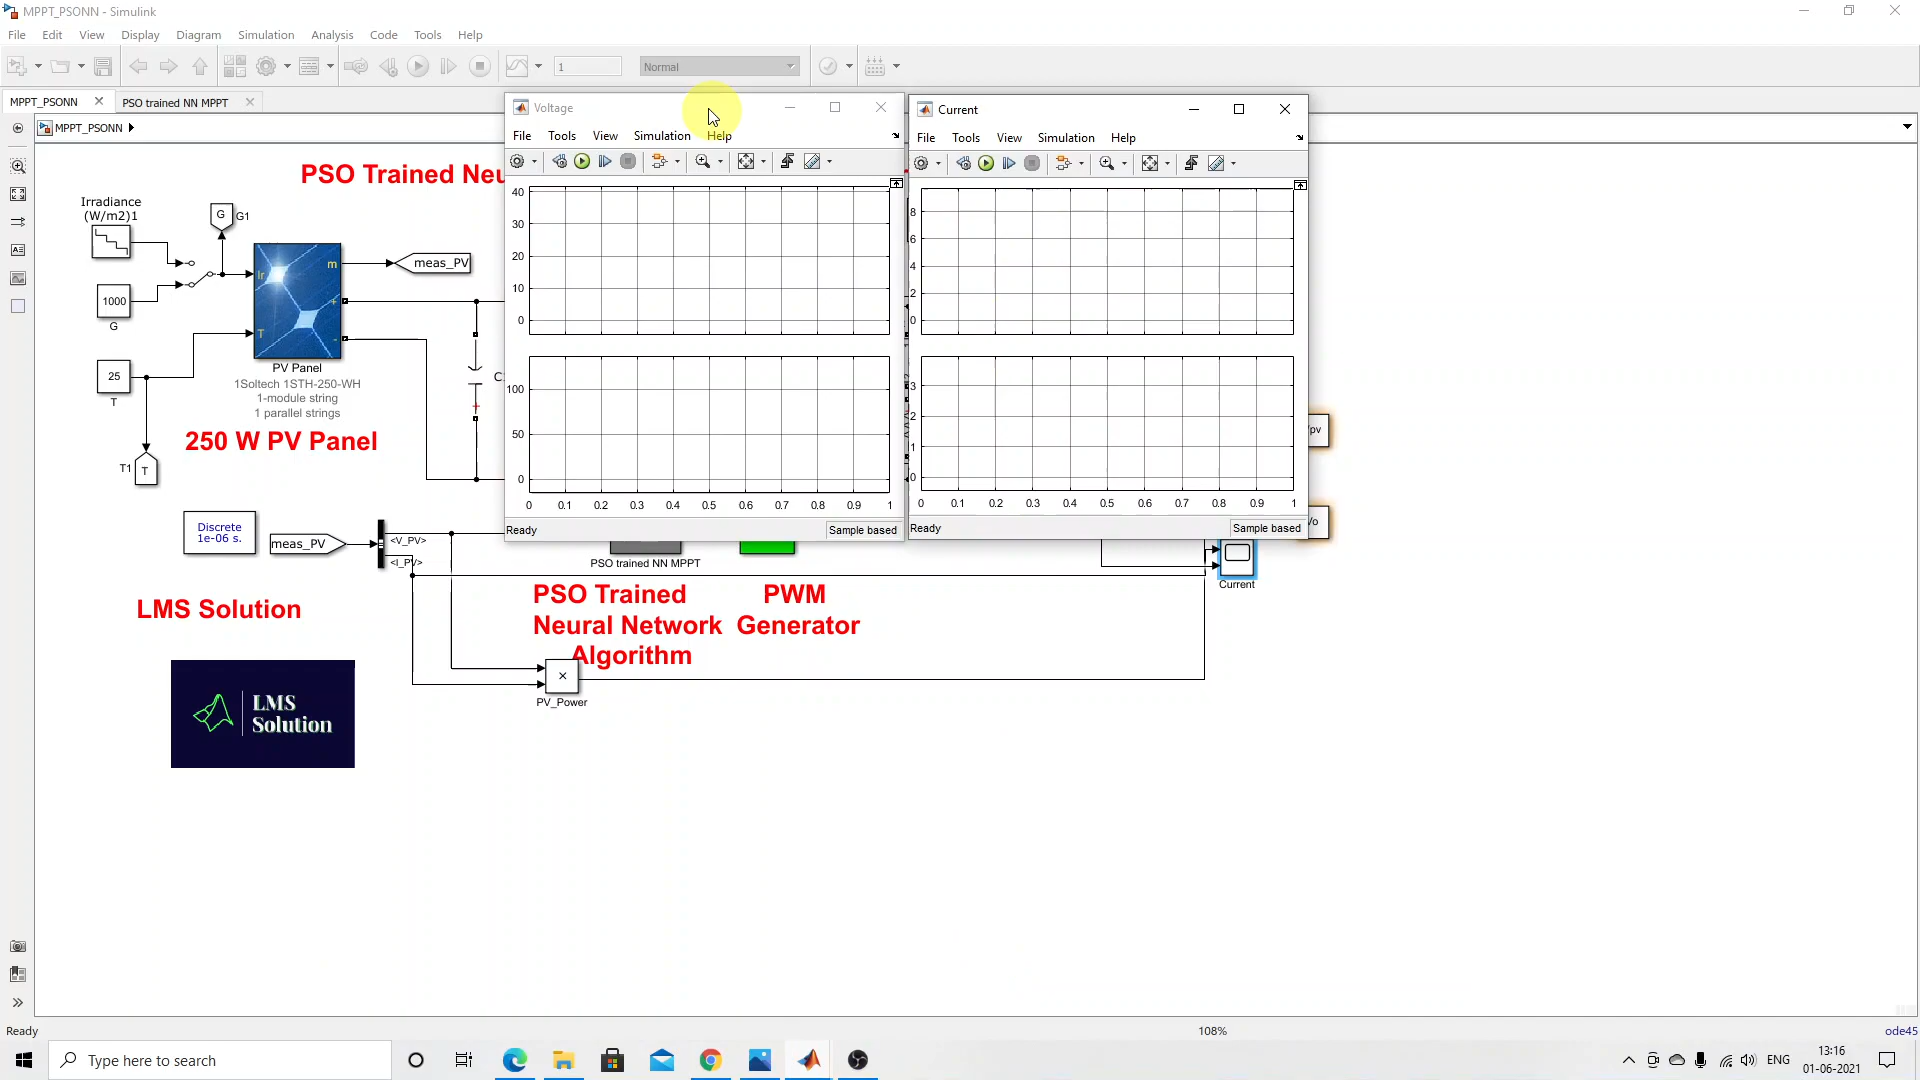 MPPT_PSONN - Simulink
File Edit View Display Diagram Simulation Analysis Code Tools Help
1 Normal
MPPT_PSONN PSO trained NN MPPT
MPPT_PSONN
PSO Trained Neu
Irradiance
(W/m2)1
G G1
Ir
m
+
T
-
meas_PV
1000
G
25
T
PV Panel
1Soltech 1STH-250-WH
1-module string
1 parallel strings
250 W PV Panel
T1 T
Discrete
1e-06 s.
meas_PV
<V_PV>
<I_PV>
LMS Solution
LMS
Solution
Voltage
File Tools View Simulation Help
40
30
20
10
0
100
50
0
0 0.1 0.2 0.3 0.4 0.5 0.6 0.7 0.8 0.9 1
Ready Sample based
Current
File Tools View Simulation Help
8
6
4
2
0
3
2
1
0
0 0.1 0.2 0.3 0.4 0.5 0.6 0.7 0.8 0.9 1
Ready Sample based
pv
Vo
Current
PSO trained NN MPPT
PSO Trained
Neural Network
Algorithm
PWM
Generator
×
PV_Power
Ready 108% ode45
Type here to search
ENG
13:16
01-06-2021